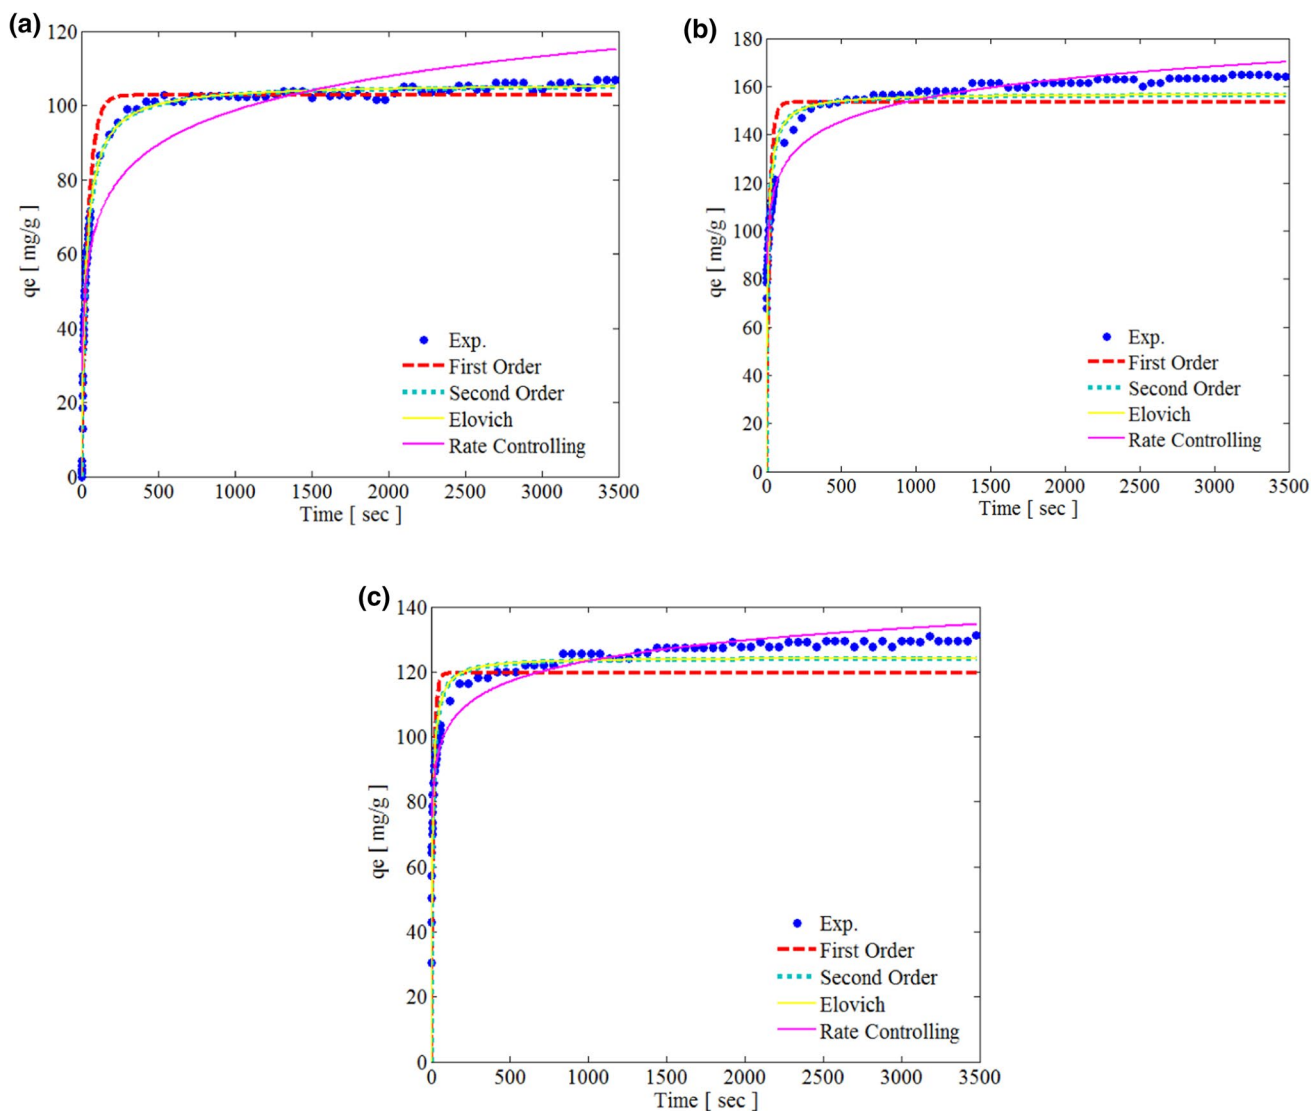 (a)
120
100
80
60
40
20
0
qe [ mg/g ]
Exp.
First Order
Second Order
Elovich
Rate Controlling
0 500 1000 1500 2000 2500 3000 3500
Time [ sec ]
(b)
180
160
140
120
100
80
60
40
20
0
qe [ mg/g ]
Exp.
First Order
Second Order
Elovich
Rate Controlling
0 500 1000 1500 2000 2500 3000 3500
Time [ sec ]
(c)
140
120
100
80
60
40
20
0
qe [ mg/g ]
Exp.
First Order
Second Order
Elovich
Rate Controlling
0 500 1000 1500 2000 2500 3000 3500
Time [ sec ]